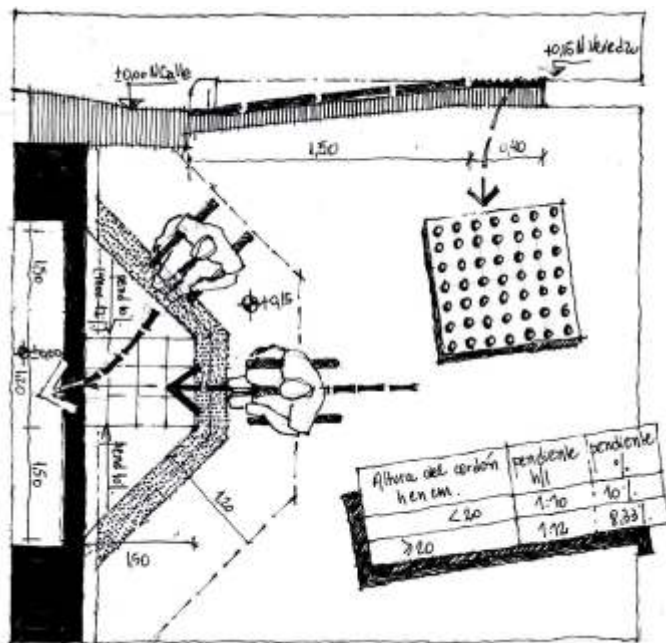 ±0,00 N Calle
+0,15 N Vereda
1,50
0,40
+0,15
1,50
±0,00
1,20
1,50
1,20
1,50
Altura del cordón
h en cm.
pendiente
h/l
pendiente
%
<20
1:10
10%
≥20
1:12
8,33%